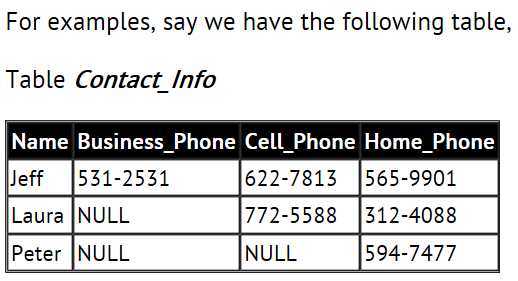 For examples, say we have the following table,
Table Contact_Info
Name Business_Phone Cell_Phone Home_Phone
Jeff 531-2531 622-7813 565-9901
Laura NULL 772-5588 312-4088
Peter NULL NULL 594-7477